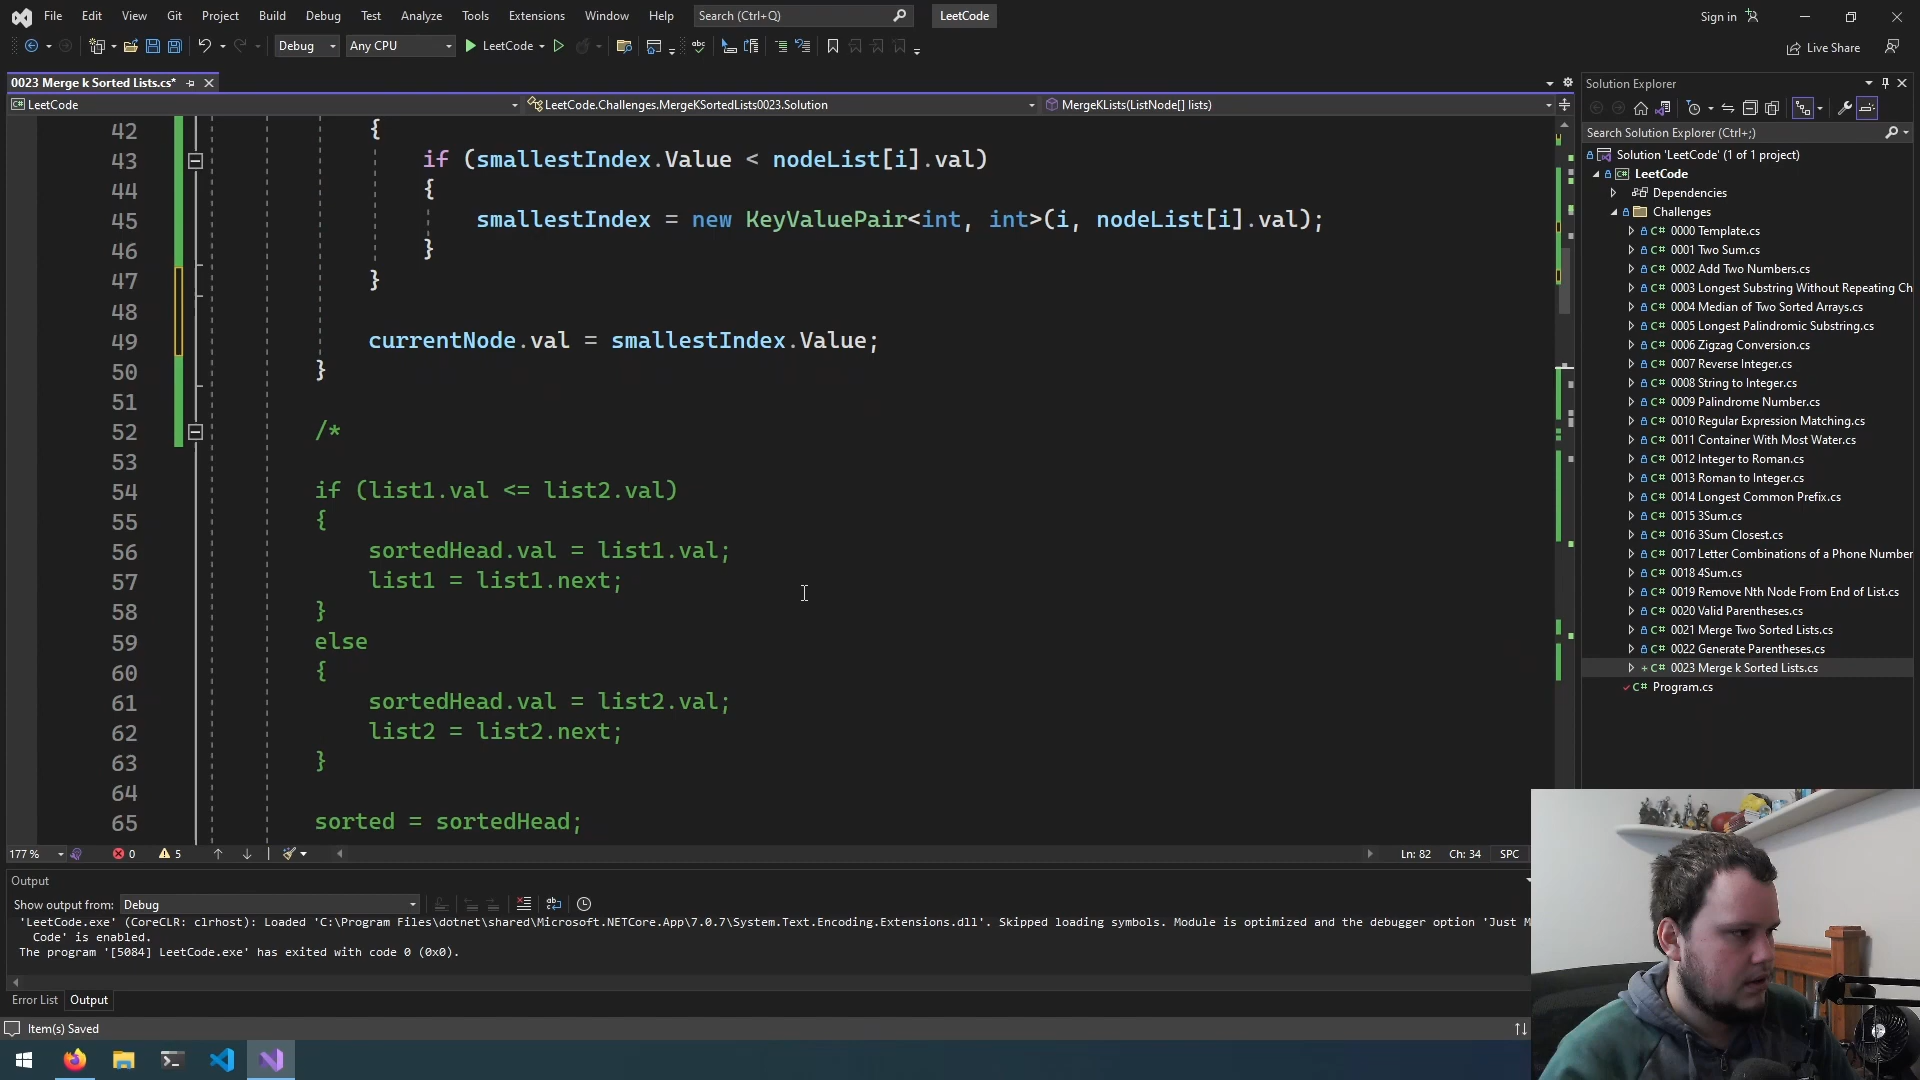 File Edit View Git Project Build Debug Test Analyze Tools Extensions Window Help Search (Ctrl+Q) LeetCode Sign in
Debug Any CPU LeetCode Live Share
0023 Merge k Sorted Lists.cs*
LeetCode LeetCode.Challenges.MergeKSortedLists0023.Solution MergeKLists(ListNode[] lists)
42 {
43 if (smallestIndex.Value < nodeList[i].val)
44 {
45 smallestIndex = new KeyValuePair<int, int>(i, nodeList[i].val);
46 }
47 }
48
49 currentNode.val = smallestIndex.Value;
50 }
51
52 /*
53
54 if (list1.val <= list2.val)
55 {
56 sortedHead.val = list1.val;
57 list1 = list1.next;
58 }
59 else
60 {
61 sortedHead.val = list2.val;
62 list2 = list2.next;
63 }
64
65 sorted = sortedHead;
177 % 0 5 Ln: 82 Ch: 34 SPC
Output
Show output from: Debug
'LeetCode.exe' (CoreCLR: clrhost): Loaded 'C:\Program Files\dotnet\shared\Microsoft.NETCore.App\7.0.7\System.Text.Encoding.Extensions.dll'. Skipped loading symbols. Module is optimized and the debugger option 'Just M
Code' is enabled.
The program '[5084] LeetCode.exe' has exited with code 0 (0x0).
Error List Output
Item(s) Saved
Solution Explorer
Search Solution Explorer (Ctrl+;)
Solution 'LeetCode' (1 of 1 project)
C# LeetCode
Dependencies
Challenges
C# 0000 Template.cs
C# 0001 Two Sum.cs
C# 0002 Add Two Numbers.cs
C# 0003 Longest Substring Without Repeating Ch
C# 0004 Median of Two Sorted Arrays.cs
C# 0005 Longest Palindromic Substring.cs
C# 0006 Zigzag Conversion.cs
C# 0007 Reverse Integer.cs
C# 0008 String to Integer.cs
C# 0009 Palindrome Number.cs
C# 0010 Regular Expression Matching.cs
C# 0011 Container With Most Water.cs
C# 0012 Integer to Roman.cs
C# 0013 Roman to Integer.cs
C# 0014 Longest Common Prefix.cs
C# 0015 3Sum.cs
C# 0016 3Sum Closest.cs
C# 0017 Letter Combinations of a Phone Number
C# 0018 4Sum.cs
C# 0019 Remove Nth Node From End of List.cs
C# 0020 Valid Parentheses.cs
C# 0021 Merge Two Sorted Lists.cs
C# 0022 Generate Parentheses.cs
C# 0023 Merge k Sorted Lists.cs
C# Program.cs